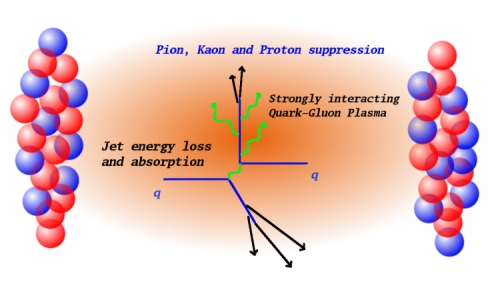 Pion, Kaon and Proton suppression
Strongly interacting
Quark-Gluon Plasma
Jet energy loss
and absorption
q
q